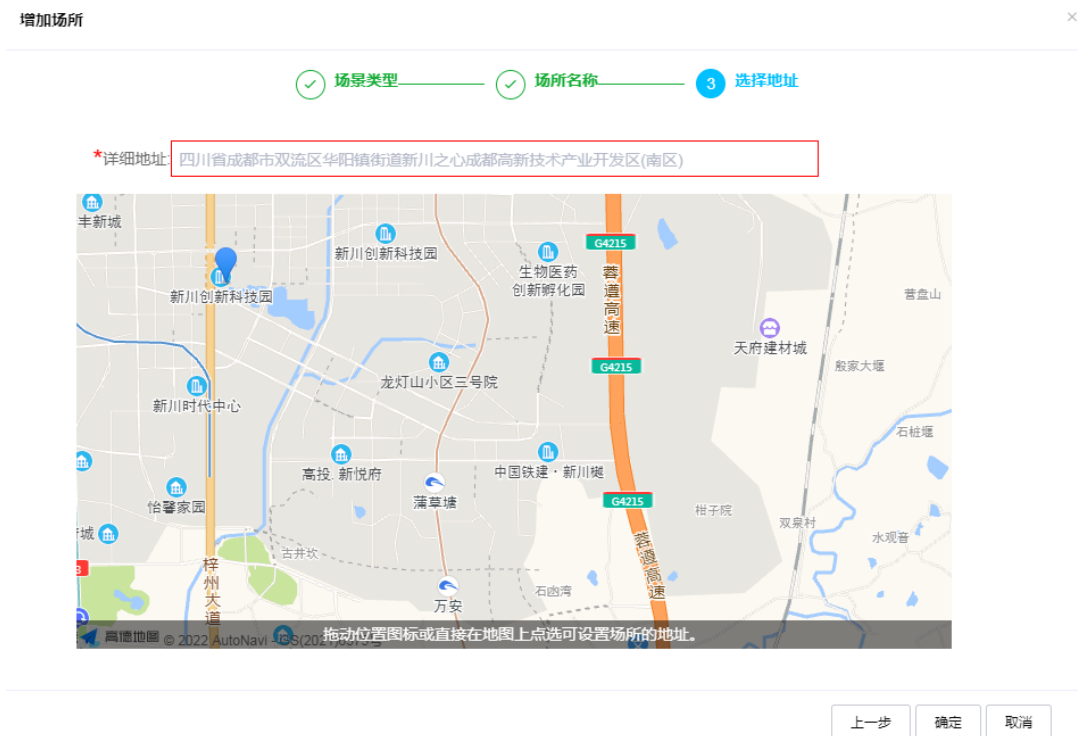 增加场所
×
场景类型
场所名称
3
选择地址
*详细地址:
四川省成都市双流区华阳镇街道新川之心成都高新技术产业开发区(南区)
丰新城
新川创新科技园
G4215
生物医药
创新孵化园
蓉遵高速
新川创新科技园
营盘山
天府建材城
G4215
殷家大堰
龙灯山小区三号院
新川时代中心
石桩堰
高投.新悦府
中国铁建·新川樾
蒲草塘
G4215
怡馨家园
柑子院
双泉村
城
水观音
古井坎
蓉遵高速
梓州大道
3
石凼湾
万安
拖动位置图标或直接在地图上点选可设置场所的地址。
高德地图
© 2022 AutoNavi - GS(2021)6375号
上一步
确定
取消